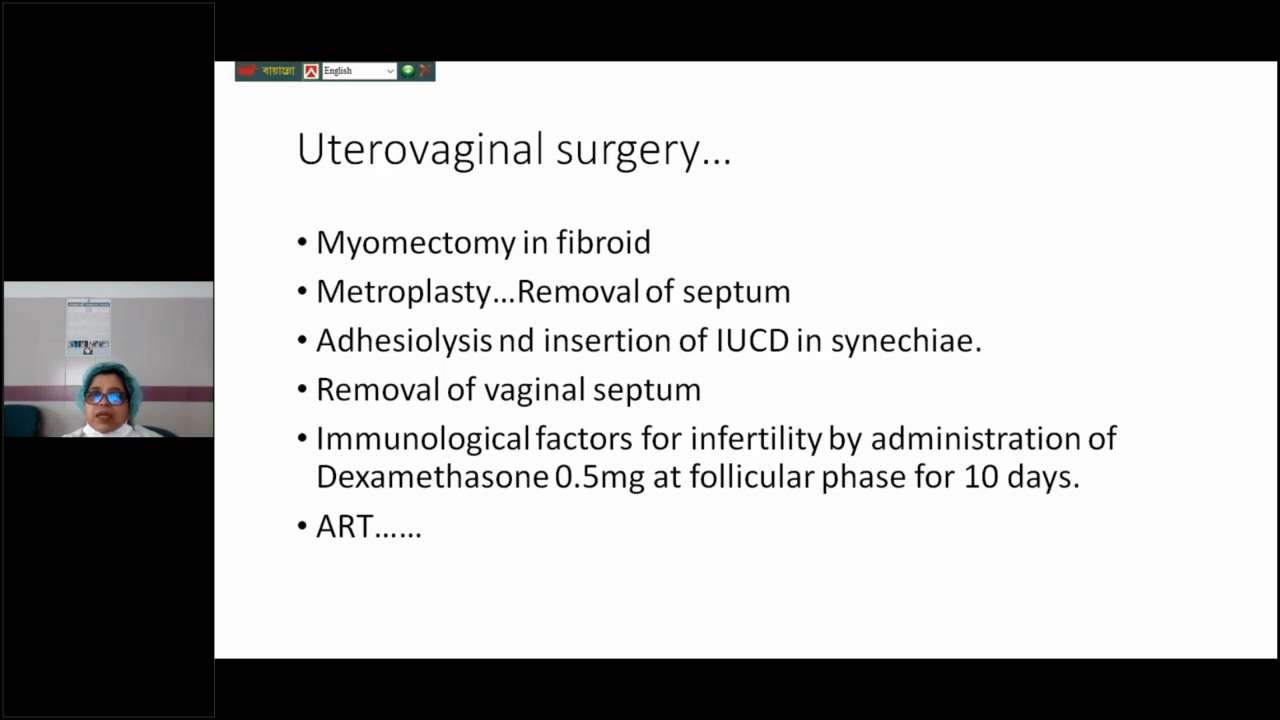 বায়ান্নো English
Uterovaginal surgery...
• Myomectomy in fibroid
• Metroplasty...Removal of septum
• Adhesiolysis nd insertion of IUCD in synechiae.
• Removal of vaginal septum
• Immunological factors for infertility by administration of
Dexamethasone 0.5mg at follicular phase for 10 days.
• ART......